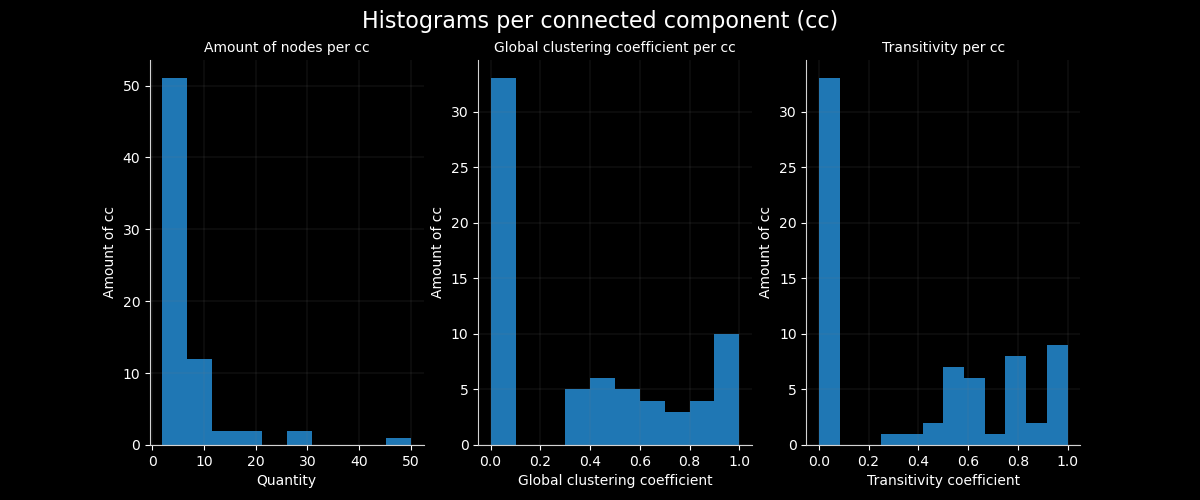 Histograms per connected component (cc)
Amount of nodes per cc
Amount of cc
50
40
30
20
10
0
0 10 20 30 40 50
Quantity
Global clustering coefficient per cc
Amount of cc
30
25
20
15
10
5
0
0.0 0.2 0.4 0.6 0.8 1.0
Global clustering coefficient
Transitivity per cc
Amount of cc
30
25
20
15
10
5
0
0.0 0.2 0.4 0.6 0.8 1.0
Transitivity coefficient